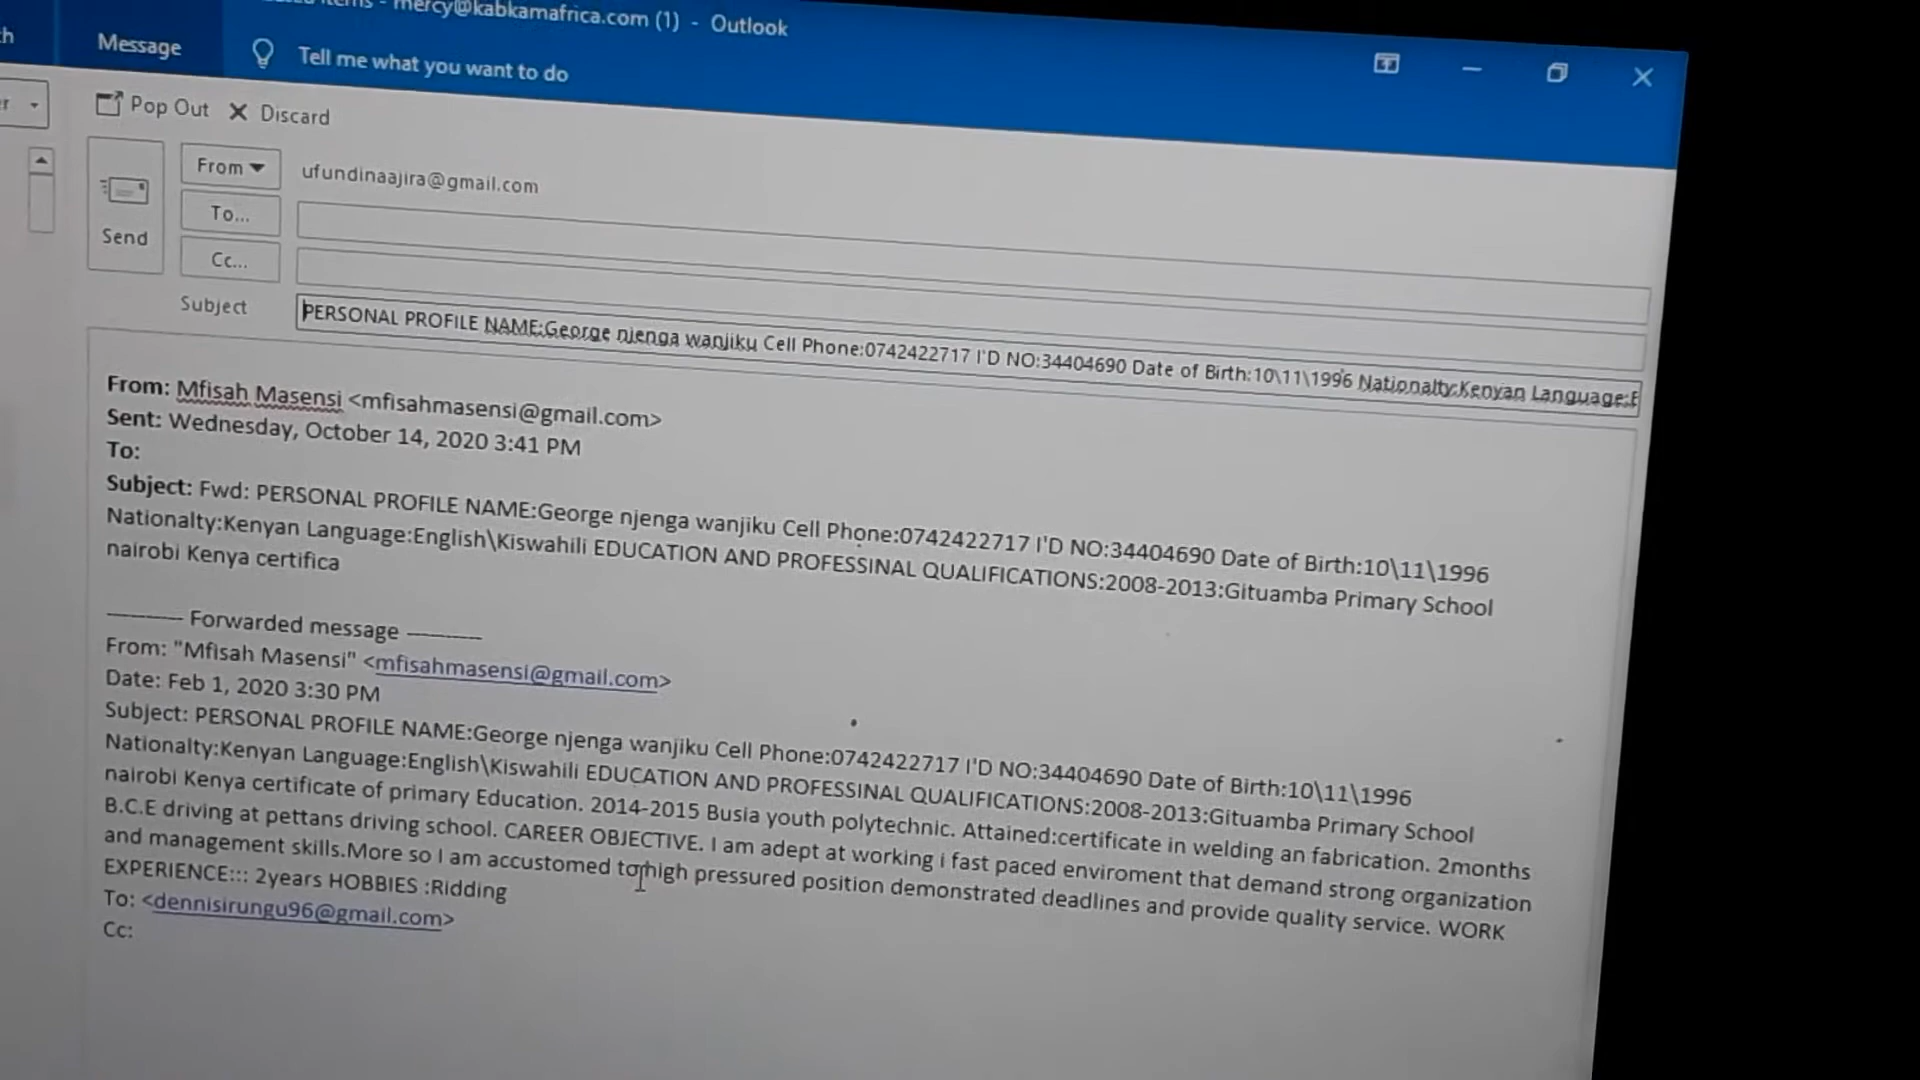 mercy@kabkamafrica.com (1) - Outlook
Message
Tell me what you want to do
Pop Out
Discard
From
ufundinaajira@gmail.com
To...
Send
Cc...
Subject
PERSONAL PROFILE NAME:George njenga wanjiku Cell Phone:0742422717 I'D NO:34404690 Date of Birth:10\11\1996 Nationalty:Kenyan Language:E
From: Mfisah Masensi <mfisahmasensi@gmail.com>
Sent: Wednesday, October 14, 2020 3:41 PM
To:
Subject: Fwd: PERSONAL PROFILE NAME:George njenga wanjiku Cell Phone:0742422717 I'D NO:34404690 Date of Birth:10\11\1996
Nationalty:Kenyan Language:English\Kiswahili EDUCATION AND PROFESSINAL QUALIFICATIONS:2008-2013:Gituamba Primary School
nairobi Kenya certifica
---------- Forwarded message ----------
From: "Mfisah Masensi" <mfisahmasensi@gmail.com>
Date: Feb 1, 2020 3:30 PM
Subject: PERSONAL PROFILE NAME:George njenga wanjiku Cell Phone:0742422717 I'D NO:34404690 Date of Birth:10\11\1996
Nationalty:Kenyan Language:English\Kiswahili EDUCATION AND PROFESSINAL QUALIFICATIONS:2008-2013:Gituamba Primary School
nairobi Kenya certificate of primary Education. 2014-2015 Busia youth polytechnic. Attained:certificate in welding an fabrication. 2months
B.C.E driving at pettans driving school. CAREER OBJECTIVE. I am adept at working i fast paced enviroment that demand strong organization
and management skills.More so I am accustomed to high pressured position demonstrated deadlines and provide quality service. WORK
EXPERIENCE::: 2years HOBBIES :Ridding
To: <dennisirungu96@gmail.com>
Cc: